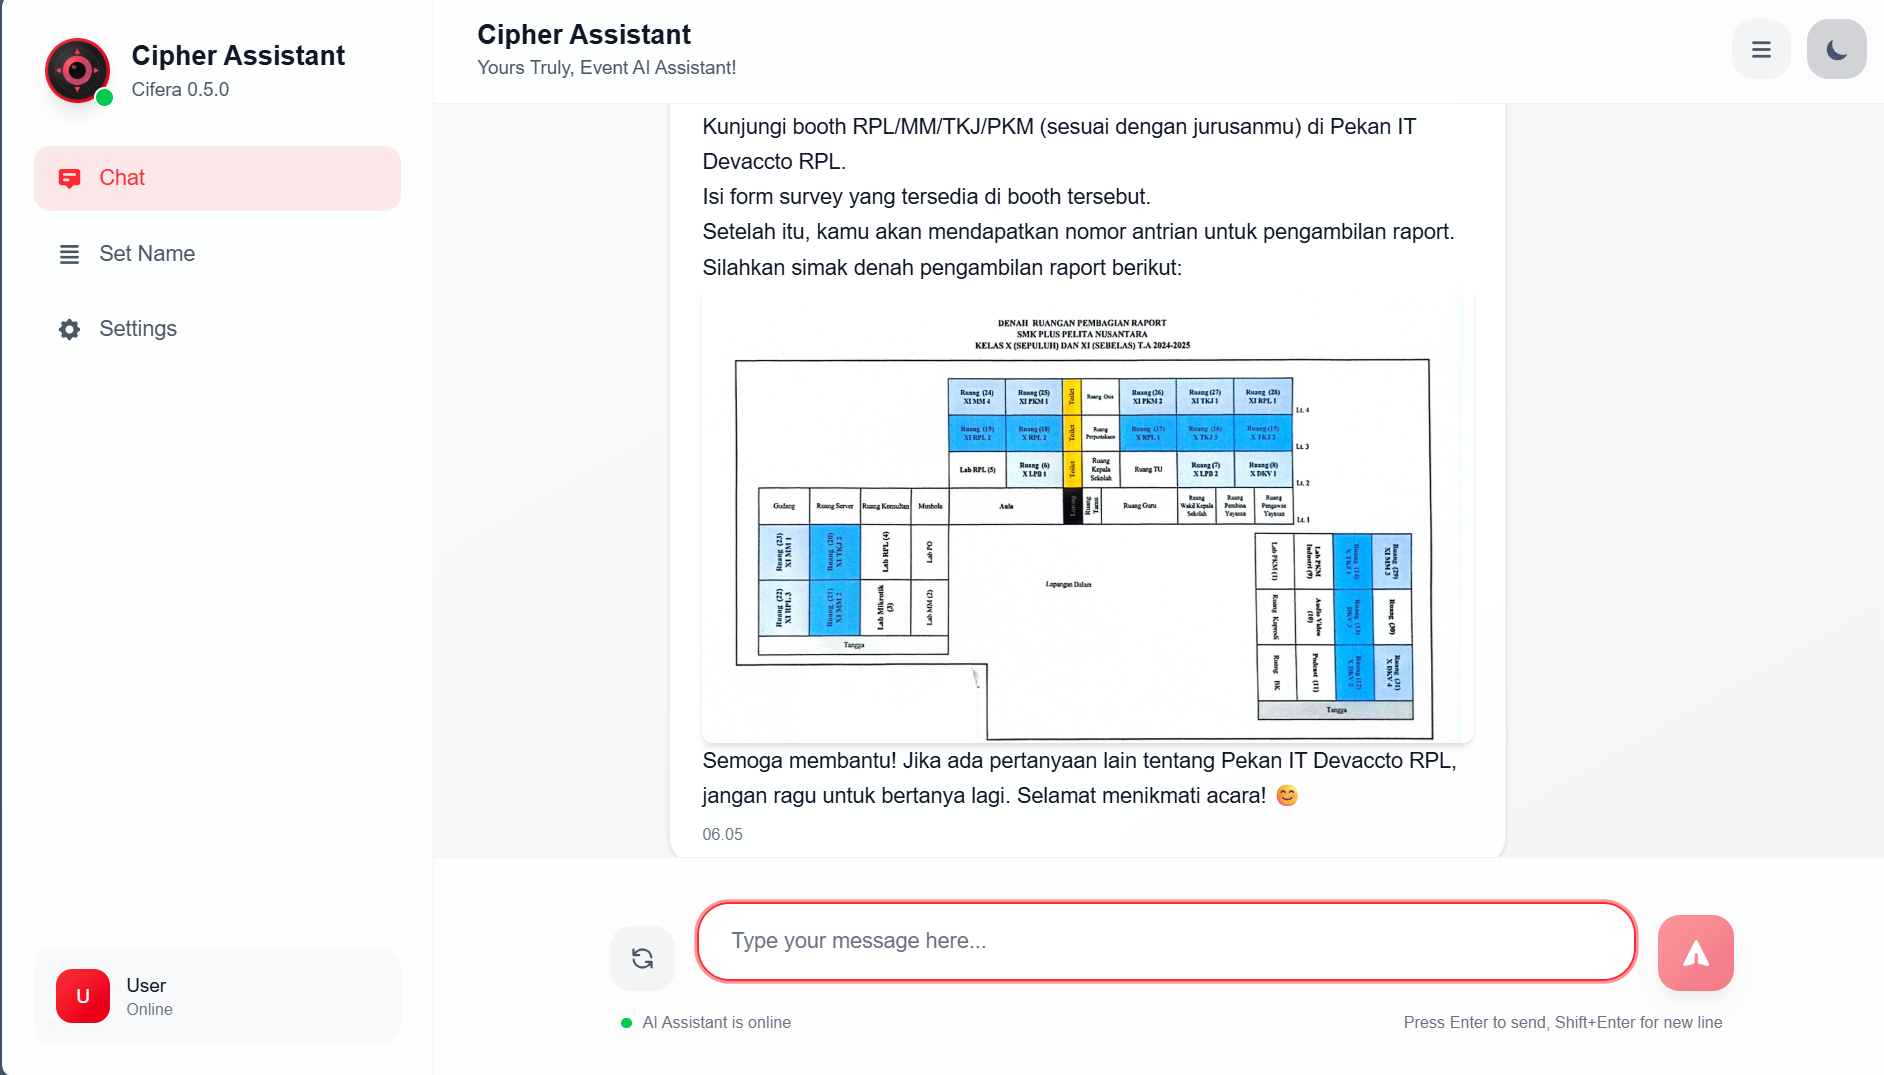 Cipher Assistant
Cifera 0.5.0
Chat
Set Name
Settings
User
Online
U
Cipher Assistant
Yours Truly, Event AI Assistant!
Kunjungi booth RPL/MM/TKJ/PKM (sesuai dengan jurusanmu) di Pekan IT
Devaccto RPL.
Isi form survey yang tersedia di booth tersebut.
Setelah itu, kamu akan mendapatkan nomor antrian untuk pengambilan raport.
Silahkan simak denah pengambilan raport berikut:
DENAH RUANGAN PEMBAGIAN RAPORT
SMK PLUS PELITA NUSANTARA
KELAS X (SEPULUH) DAN XI (SEBELAS) T.A 2024-2025
Ruang (24)
XI MM 4
Ruang (25)
XI PKM 1
Toilet
Ruang Osis
Ruang (26)
XI PKM 2
Ruang (27)
XI TKJ 1
Ruang (28)
XI RPL 1
Lt. 4
Ruang (19)
XI RPL 2
Ruang (18)
X RPL 2
Toilet
Ruang
Perpustakaan
Ruang (17)
X RPL 1
Ruang (16)
X TKJ 3
Ruang (15)
X TKJ 2
Lt. 3
Lab RPL (5)
Ruang (6)
X LPB 1
Toilet
Ruang
Kepala
Sekolah
Ruang TU
Ruang (7)
X LPB 2
Ruang (8)
X DKV 1
Lt. 2
Gudang
Ruang Server
Ruang Konsultan
Mushola
Aula
Lorong
Ruang
Tamu
Ruang Guru
Ruang
Wakil Kepala
Sekolah
Ruang
Pembina
Yayasan
Ruang
Pengawas
Yayasan
Lt. 1
Ruang (23)
XI MM 1
Ruang (20)
XI TKJ 2
Lab RPL (4)
Ruang (22)
XI RPL 3
Ruang (21)
XI MM 2
Lab Mikrotik
(3)
Lab MM (2)
Tangga
Lapangan Dalam
Lab PKM (1)
Lab PKM
Industri (9)
Ruang (14)
X TKJ 1
Ruang (29)
XI MM 3
Ruang Kaprodi
Audio Video
(10)
Ruang (13)
DKV 3
Ruang (30)
Ruang BK
Podcast (11)
Ruang (12)
X DKV 2
Ruang (31)
X DKV 4
Tangga
Semoga membantu! Jika ada pertanyaan lain tentang Pekan IT Devaccto RPL,
jangan ragu untuk bertanya lagi. Selamat menikmati acara! 😊
06.05
Type your message here...
AI Assistant is online
Press Enter to send, Shift+Enter for new line